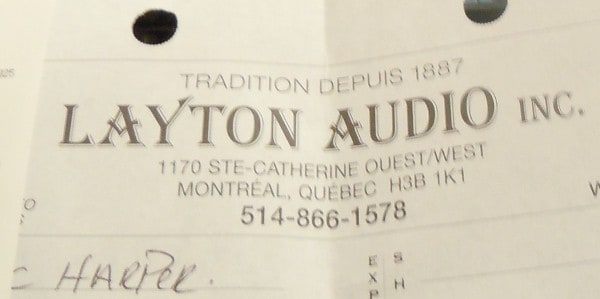 TRADITION DEPUIS 1887
LAYTON AUDIO INC.
1170 STE-CATHERINE OUEST/WEST
MONTRÉAL, QUÉBEC H3B 1K1
514-866-1578
HARPER.
E S
X H
P